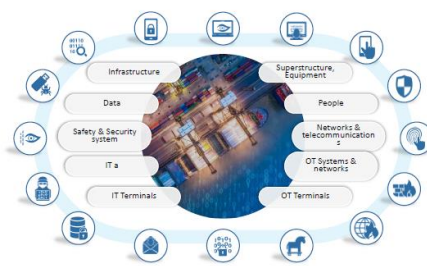 Infrastructure
Superstructure,
Equipment
Data
People
Safety & Security
system
Networks &
telecommunication
s
IT a
OT Systems &
networks
IT Terminals
OT Terminals